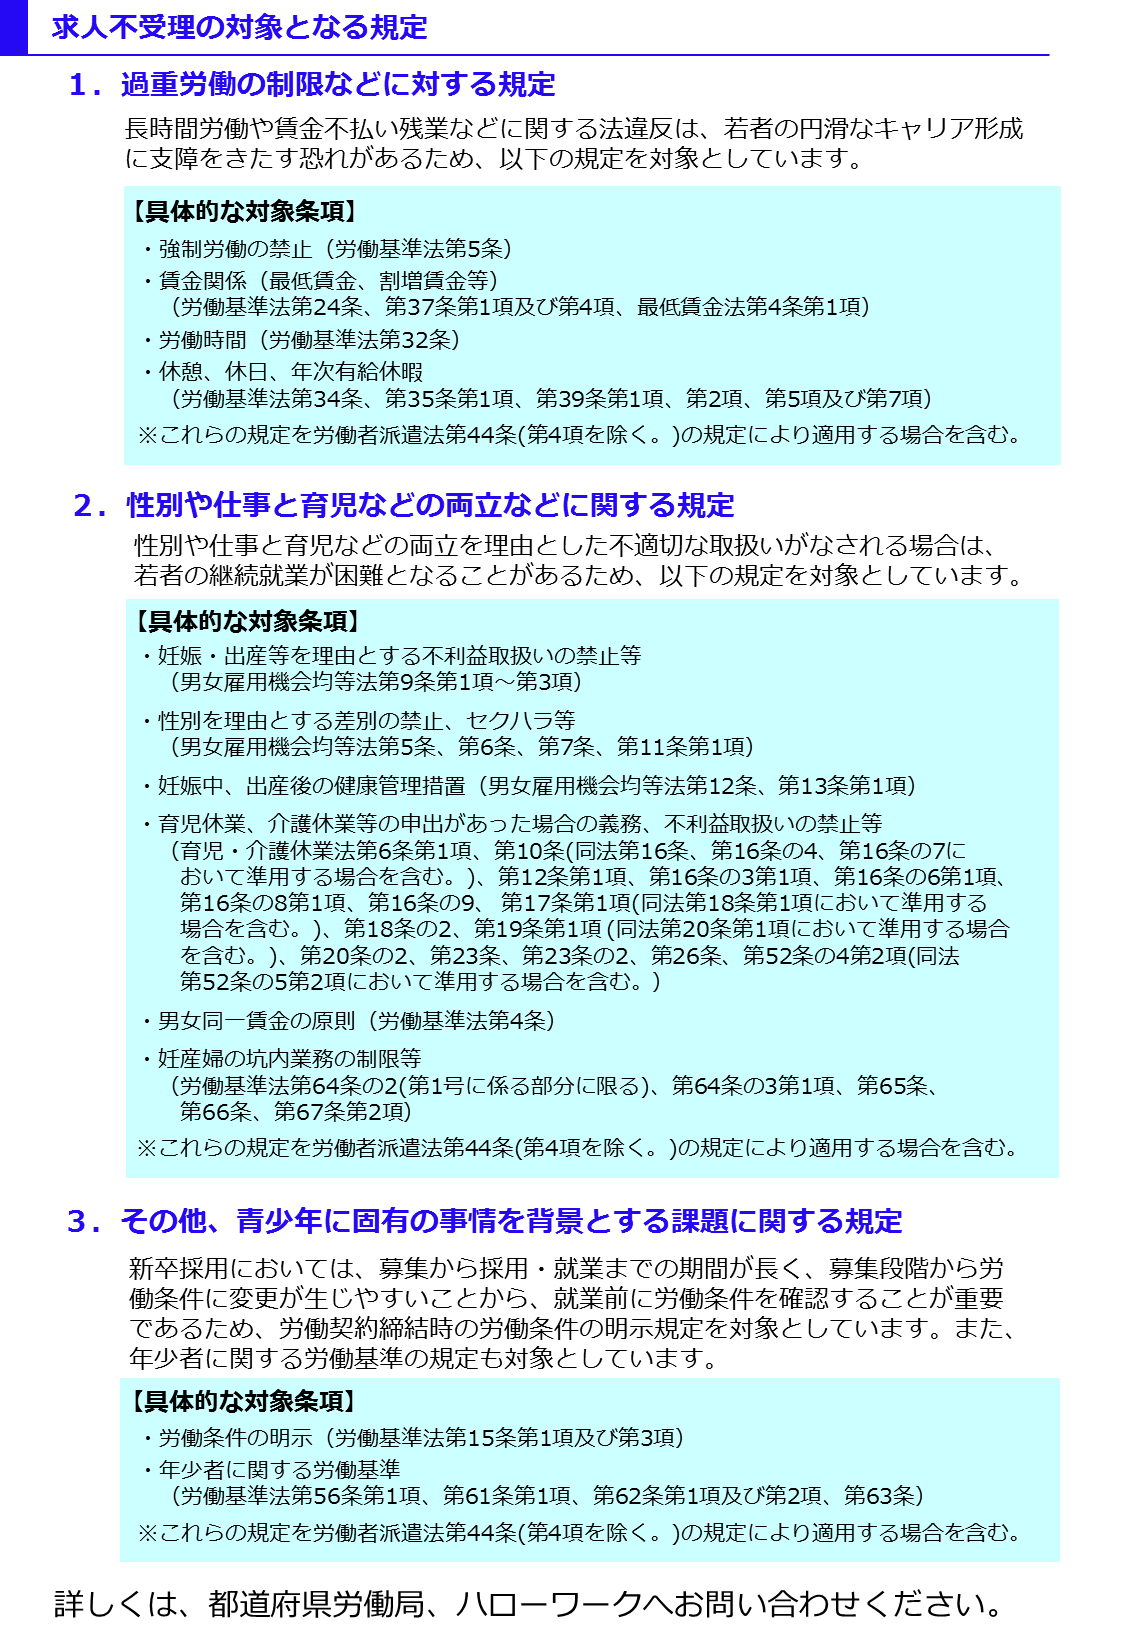 求人不受理の対象となる規定
１．過重労働の制限などに対する規定
長時間労働や賃金不払い残業などに関する法違反は、若者の円滑なキャリア形成
に支障をきたす恐れがあるため、以下の規定を対象としています。
【具体的な対象条項】
・強制労働の禁止（労働基準法第5条）
・賃金関係（最低賃金、割増賃金等）
（労働基準法第24条、第37条第1項及び第4項、最低賃金法第4条第1項）
・労働時間（労働基準法第32条）
・休憩、休日、年次有給休暇
（労働基準法第34条、第35条第1項、第39条第1項、第2項、第5項及び第7項）
※これらの規定を労働者派遣法第44条(第4項を除く。)の規定により適用する場合を含む。
２．性別や仕事と育児などの両立などに関する規定
性別や仕事と育児などの両立を理由とした不適切な取扱いがなされる場合は、
若者の継続就業が困難となることがあるため、以下の規定を対象としています。
【具体的な対象条項】
・妊娠・出産等を理由とする不利益取扱いの禁止等
（男女雇用機会均等法第9条第1項～第3項）
・性別を理由とする差別の禁止、セクハラ等
（男女雇用機会均等法第5条、第6条、第7条、第11条第1項）
・妊娠中、出産後の健康管理措置（男女雇用機会均等法第12条、第13条第1項）
・育児休業、介護休業等の申出があった場合の義務、不利益取扱いの禁止等
（育児・介護休業法第6条第1項、第10条(同法第16条、第16条の4、第16条の7に
おいて準用する場合を含む。)、第12条第1項、第16条の3第1項、第16条の6第1項、
第16条の8第1項、第16条の9、 第17条第1項(同法第18条第1項において準用する
場合を含む。)、第18条の2、第19条第1項 (同法第20条第1項において準用する場合
を含む。)、第20条の2、第23条、第23条の2、第26条、第52条の4第2項(同法
第52条の5第2項において準用する場合を含む。）
・男女同一賃金の原則（労働基準法第4条）
・妊産婦の坑内業務の制限等
（労働基準法第64条の2(第1号に係る部分に限る)、第64条の3第1項、第65条、
第66条、第67条第2項）
※これらの規定を労働者派遣法第44条(第4項を除く。)の規定により適用する場合を含む。
３．その他、青少年に固有の事情を背景とする課題に関する規定
新卒採用においては、募集から採用・就業までの期間が長く、募集段階から労
働条件に変更が生じやすいことから、就業前に労働条件を確認することが重要
であるため、労働契約締結時の労働条件の明示規定を対象としています。また、
年少者に関する労働基準の規定も対象としています。
【具体的な対象条項】
・労働条件の明示（労働基準法第15条第1項及び第3項）
・年少者に関する労働基準
（労働基準法第56条第1項、第61条第1項、第62条第1項及び第2項、第63条）
※これらの規定を労働者派遣法第44条(第4項を除く。)の規定により適用する場合を含む。
詳しくは、都道府県労働局、ハローワークへお問い合わせください。